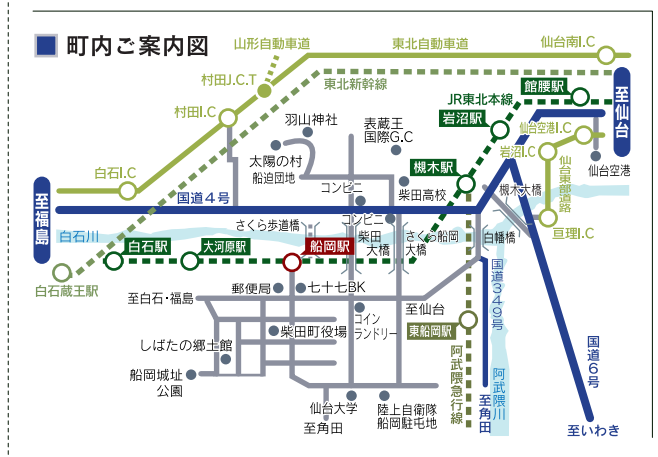 町内ご案内図
山形自動車道
東北自動車道
仙台南I.C
村田J.C.T
東北新幹線
館腰駅
至仙台
JR東北本線
村田I.C
羽山神社
表蔵王
国際G.C
岩沼駅
仙台空港I.C
太陽の村
船迫団地
槻木駅
岩沼I.C
仙台空港
白石I.C
コンビニ
柴田高校
槻木大橋
仙台東部道路
至福島
国道4号
コンビニ
さくら歩道橋
白石川
白石駅
大河原駅
船岡駅
柴田
大橋
さくら船岡
大橋
白幡橋
亘理I.C
白石蔵王駅
郵便局
七十七BK
国道349号
至白石・福島
至仙台
コイン
ランドリー
柴田町役場
東船岡駅
しばたの郷土館
国道6号
船岡城址
公園
阿武隈急行線
阿武隈川
仙台大学
陸上自衛隊
船岡駐屯地
至角田
至角田
至いわき